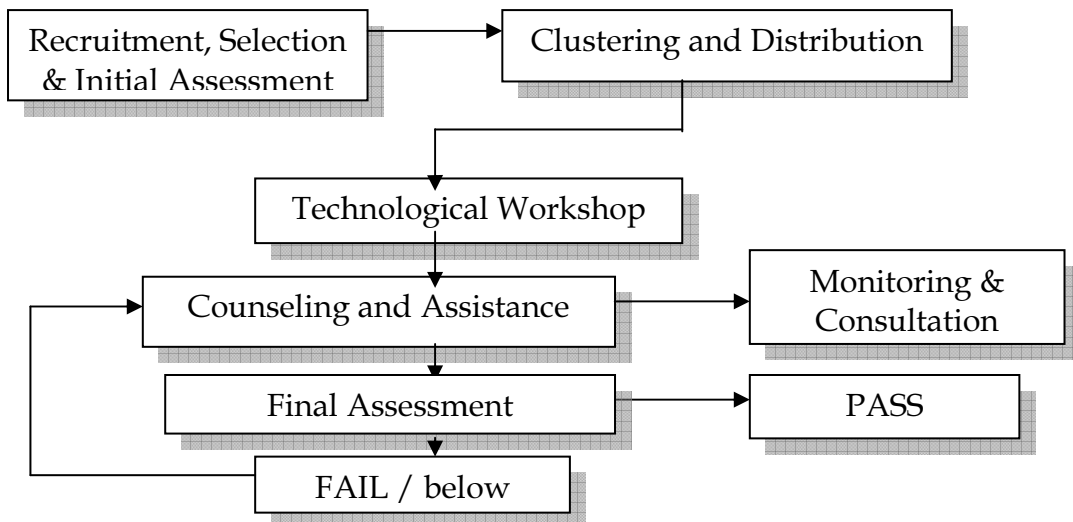 Recruitment, Selection
& Initial Assessment
Clustering and Distribution
Technological Workshop
Counseling and Assistance
Monitoring &
Consultation
Final Assessment
PASS
FAIL / below